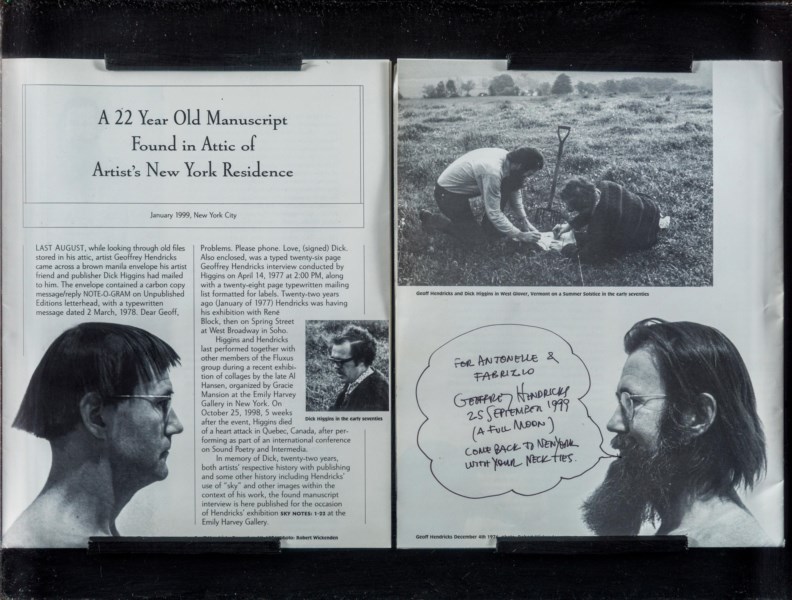 A 22 Year Old Manuscript
Found in Attic of
Artist's New York Residence
January 1999, New York City
LAST AUGUST, while looking through old files
stored in his attic, artist Geoffrey Hendricks
came across a brown manila envelope his artist
friend and publisher Dick Higgins had mailed
to him. The envelope contained a carbon copy
message/reply NOTE-O-GRAM on Unpublished
Editions letterhead, with a typewritten
message dated 2 March, 1978. Dear Geoff,
Problems. Please phone. Love, (signed) Dick.
Also enclosed, was a typed twenty-six page
Geoffrey Hendricks interview conducted by
Higgins on April 14, 1977 at 2:00 PM, along
with a twenty-eight page typewritten mailing
list formatted for labels. Twenty-two years
ago (January of 1977) Hendricks was having
his exhibition with René
Block, then on Spring Street
at West Broadway in Soho.
Higgins and Hendricks
last performed together with
other members of the Fluxus
group during a recent exhibi-
tion of collages by the late Al
Hansen, organized by Gracie
Mansion at the Emily Harvey
Gallery in New York. On
October 25, 1998, 5 weeks
after the event, Higgins died
of a heart attack in Quebec, Canada, after per-
forming as part of an international conference
on Sound Poetry and Intermedia.
In memory of Dick, twenty-two years,
both artists' respective history with publishing
and some other history including Hendricks'
use of "sky" and other images within the
context of his work, the found manuscript
interview is here published for the occasion
of Hendricks' exhibition SKY NOTES: 1-22 at the
Emily Harvey Gallery.
Dick Higgins in the early seventies
Robert Wickenden
Geoff Hendricks and Dick Higgins in West Glover, Vermont on a Summer Solstice in the early seventies
FOR ANTONELLE &
FABRIZIO
GEOFFREY HENDRICKS
25 SEPTEMBER 1999
(A FULL MOON)
COME BACK TO NEW YORK
WITH YOUR NECK TIES.
Geoff Hendricks December 4th